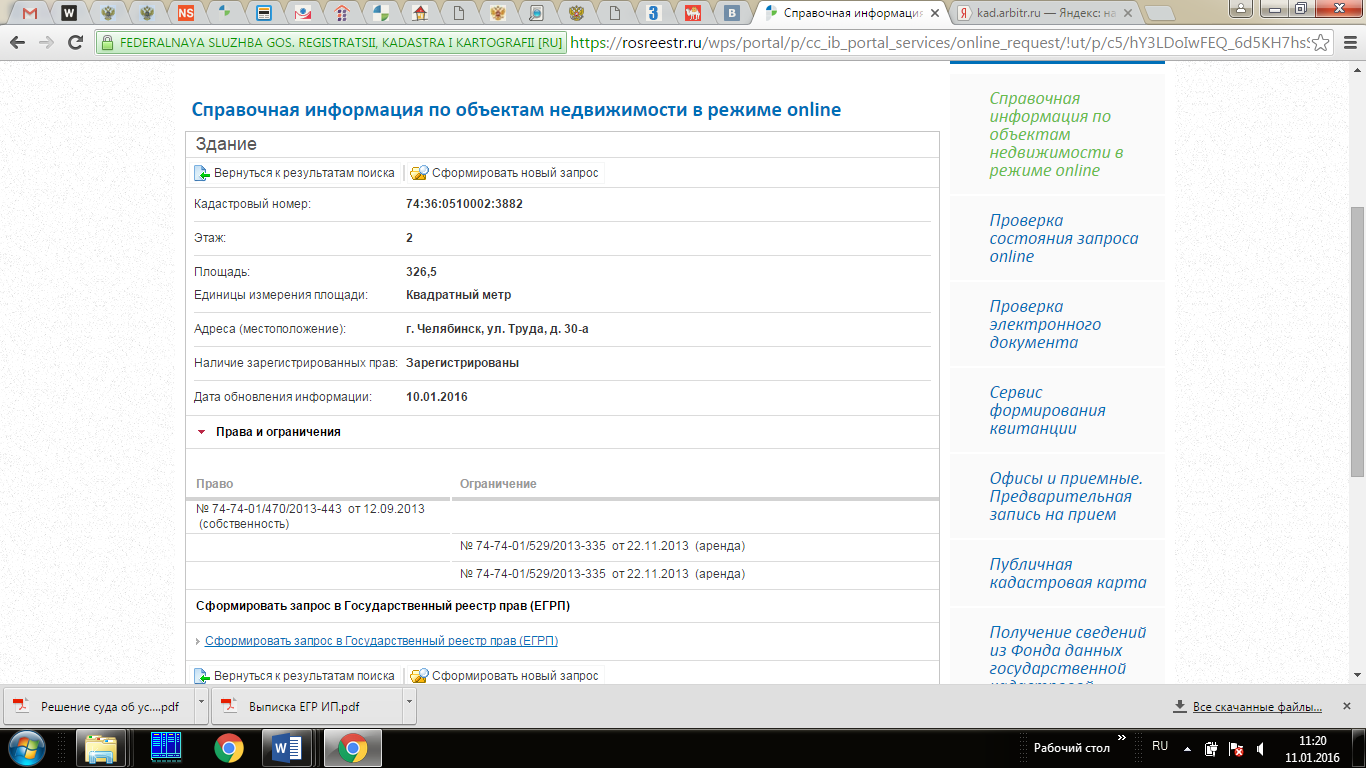 Справочная информация
kad.arbitr.ru — Яндекс: на
FEDERALNAYA SLUZHBA GOS. REGISTRATSII, KADASTRA I KARTOGRAFII [RU]
https://rosreestr.ru/wps/portal/p/cc_ib_portal_services/online_request/!ut/p/c5/hY3LDoIwFEQ_6d5KH7hsS
Справочная информация по объектам недвижимости в режиме online
Здание
Вернуться к результатам поиска
Сформировать новый запрос
Кадастровый номер: 74:36:0510002:3882
Этаж: 2
Площадь: 326,5
Единицы измерения площади: Квадратный метр
Адреса (местоположение): г. Челябинск, ул. Труда, д. 30-а
Наличие зарегистрированных прав: Зарегистрированы
Дата обновления информации: 10.01.2016
Права и ограничения
Право Ограничение
№ 74-74-01/470/2013-443 от 12.09.2013
(собственность)
№ 74-74-01/529/2013-335 от 22.11.2013 (аренда)
№ 74-74-01/529/2013-335 от 22.11.2013 (аренда)
Сформировать запрос в Государственный реестр прав (ЕГРП)
Сформировать запрос в Государственный реестр прав (ЕГРП)
Вернуться к результатам поиска
Сформировать новый запрос
Справочная
информация по
объектам
недвижимости в
режиме online
Проверка
состояния запроса
online
Проверка
электронного
документа
Сервис
формирования
квитанции
Офисы и приемные.
Предварительная
запись на прием
Публичная
кадастровая карта
Получение сведений
из Фонда данных
государственной
Решение суда об ус....pdf
Выписка ЕГР ИП.pdf
Все скачанные файлы...
Рабочий стол
RU
11:20
11.01.2016